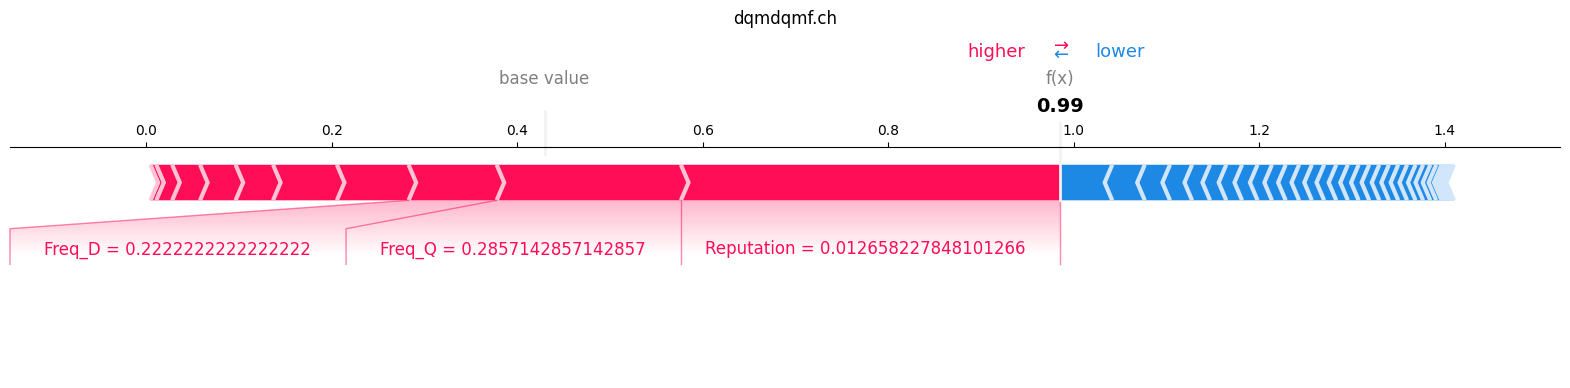 dqmdqmf.ch
higher ⇄ lower
base value f(x)
0.99
0.0 0.2 0.4 0.6 0.8 1.0 1.2 1.4
Freq_D = 0.2222222222222222 Freq_Q = 0.2857142857142857 Reputation = 0.012658227848101266